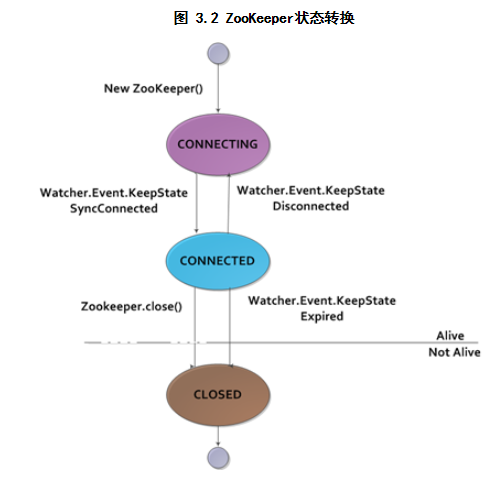 图 3.2 ZooKeeper状态转换
New ZooKeeper()
CONNECTING
Watcher.Event.KeepState
SyncConnected
Watcher.Event.KeepState
Disconnected
CONNECTED
Zookeeper.close()
Watcher.Event.KeepState
Expired
Alive
Not Alive
CLOSED